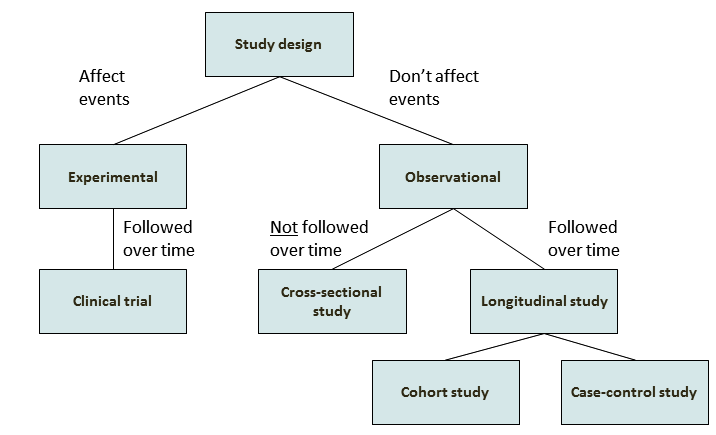 Study design
Affect
events
Don’t affect
events
Experimental
Observational
Followed
over time
Not followed
over time
Followed
over time
Clinical trial
Cross-sectional
study
Longitudinal study
Cohort study
Case-control study